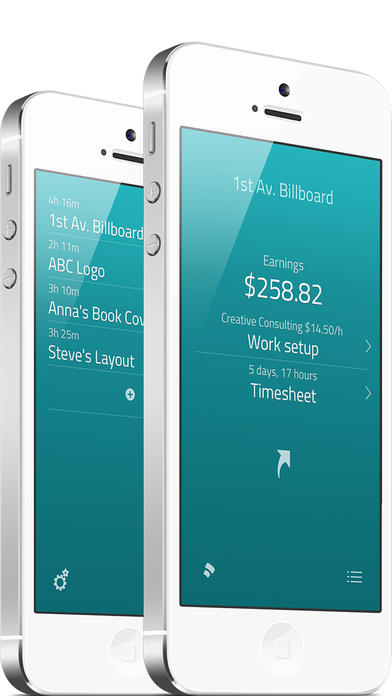 4h 16m
1st Av. Billboard
2h 11m
ABC Logo
3h 10m
Anna's Book Cov
3h 25m
Steve's Layout
1st Av. Billboard
Earnings
$258.82
Creative Consulting $14.50/h
Work setup
5 days, 17 hours
Timesheet